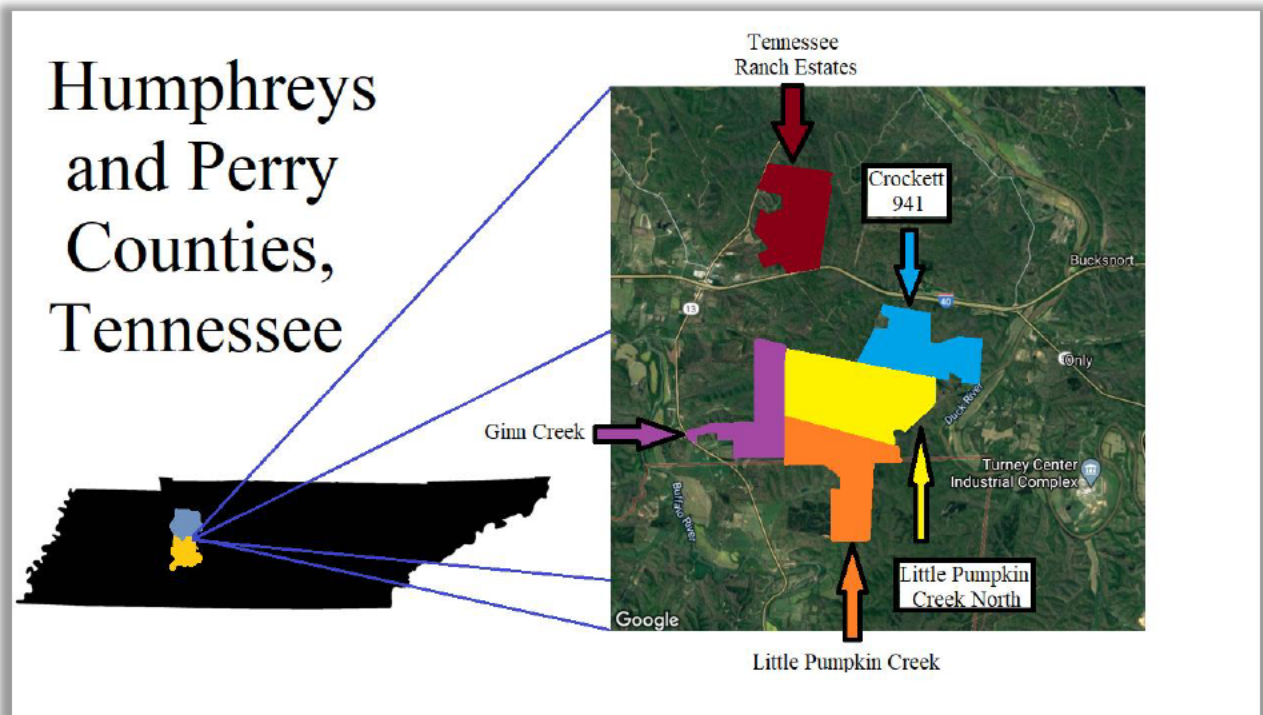 Humphreys
and Perry
Counties,
Tennessee
Tennessee
Ranch Estates
Crockett
941
Bucksnort
40
13
Only
Duck River
Ginn Creek
Turney Center
Industrial Complex
Buffalo River
Little Pumpkin
Creek North
Google
Little Pumpkin Creek